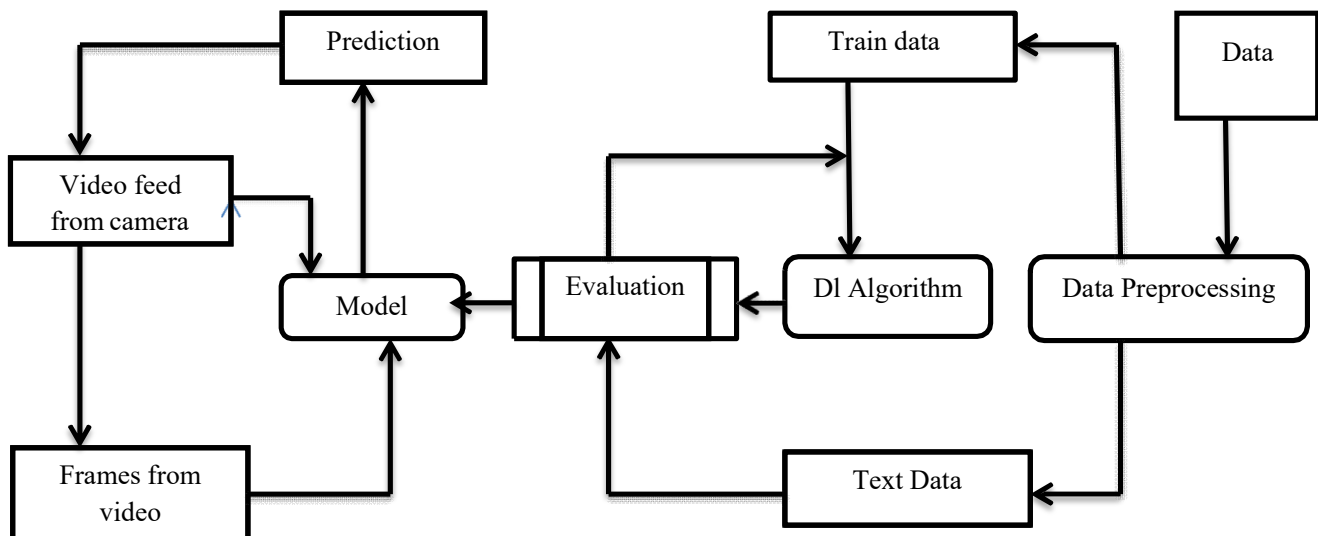 Prediction
Train data
Data
Video feed
from camera
Evaluation
Dl Algorithm
Data Preprocessing
Model
Frames from
video
Text Data